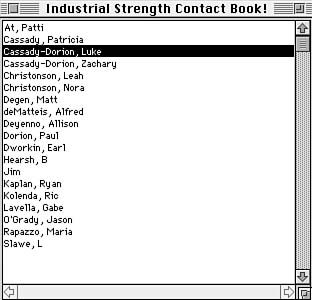 Industrial Strength Contact Book!
At, Patti
Cassady, Patricia
Cassady-Dorion, Luke
Cassady-Dorion, Zachary
Christonson, Leah
Christonson, Nora
Degen, Matt
deMatteis, Alfred
Deyenno, Allison
Dorion, Paul
Dworkin, Earl
Hearsh, B
Jim
Kaplan, Ryan
Kolenda, Ric
Lavella, Gabe
O'Grady, Jason
Rapazzo, Maria
Slawe, L